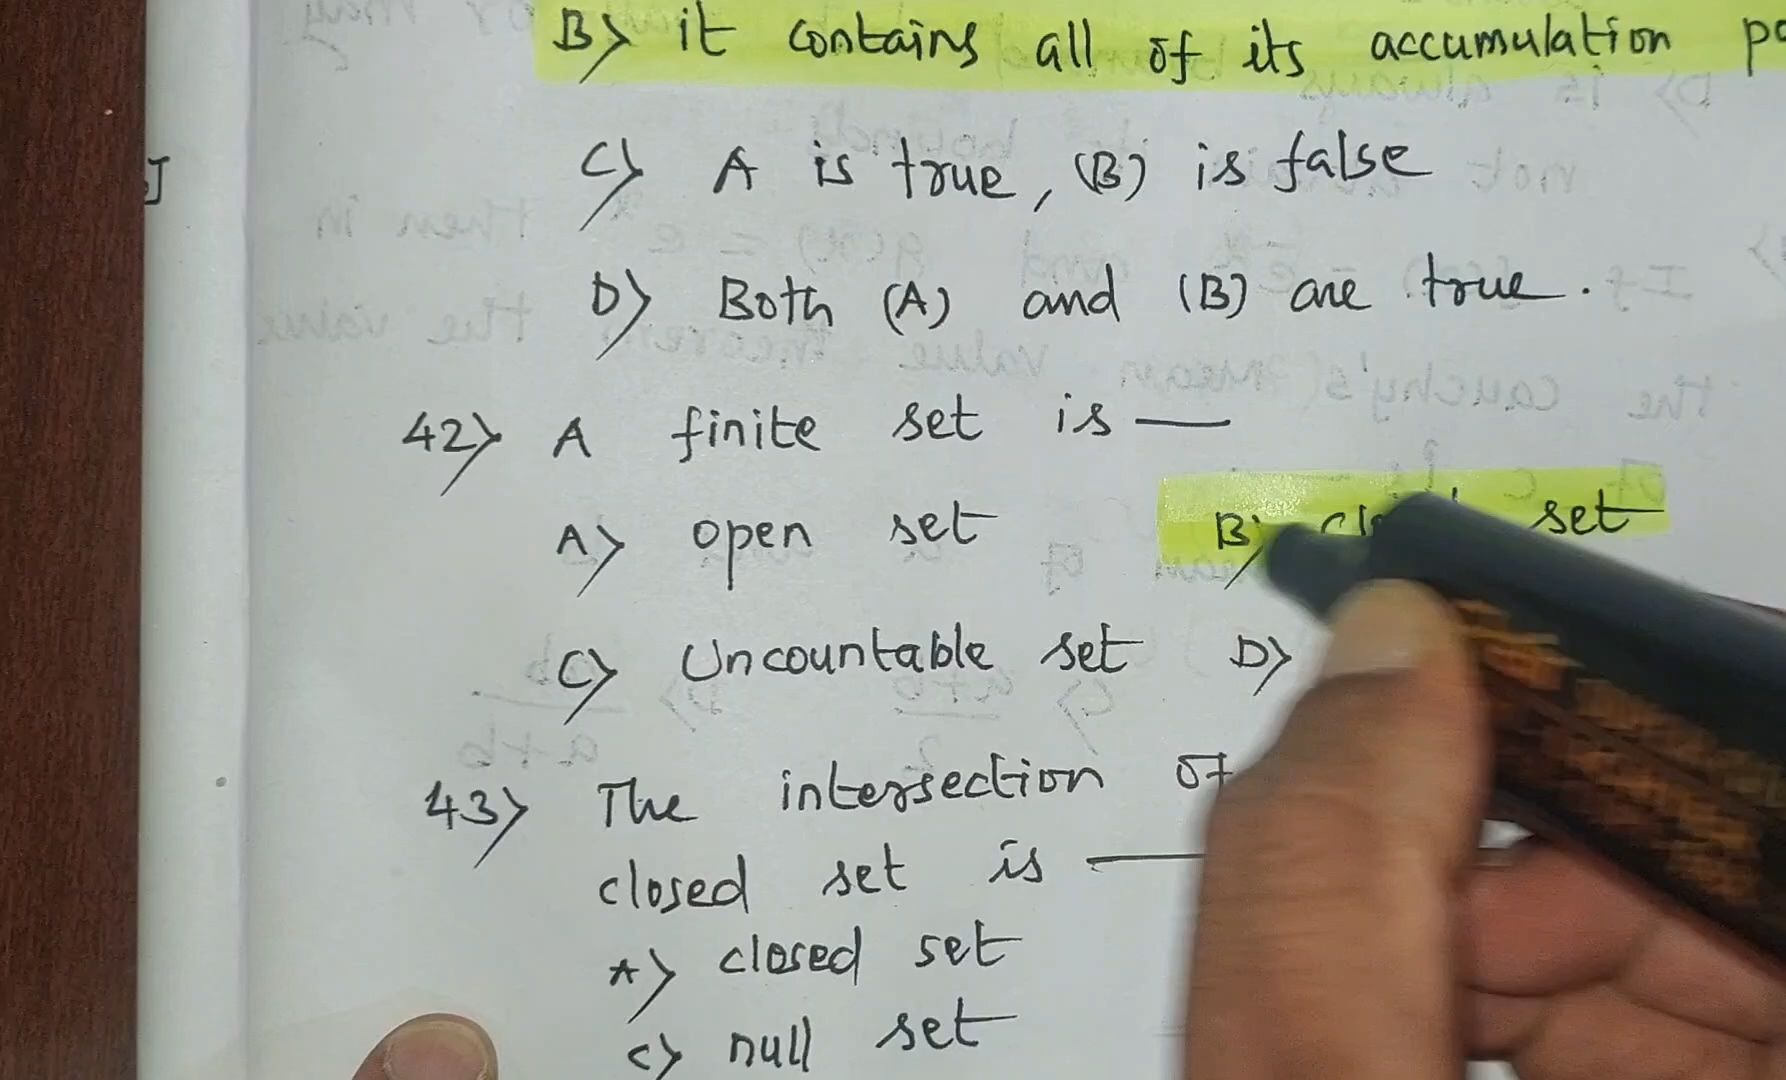 B) it contains all of its accumulation
C) A is true, (B) is false
D) Both (A) and (B) are true.
42) A finite set is —
A) open set B) set
C) Uncountable set D)
43) The intersection of
closed set is —
A) closed set
C) null set